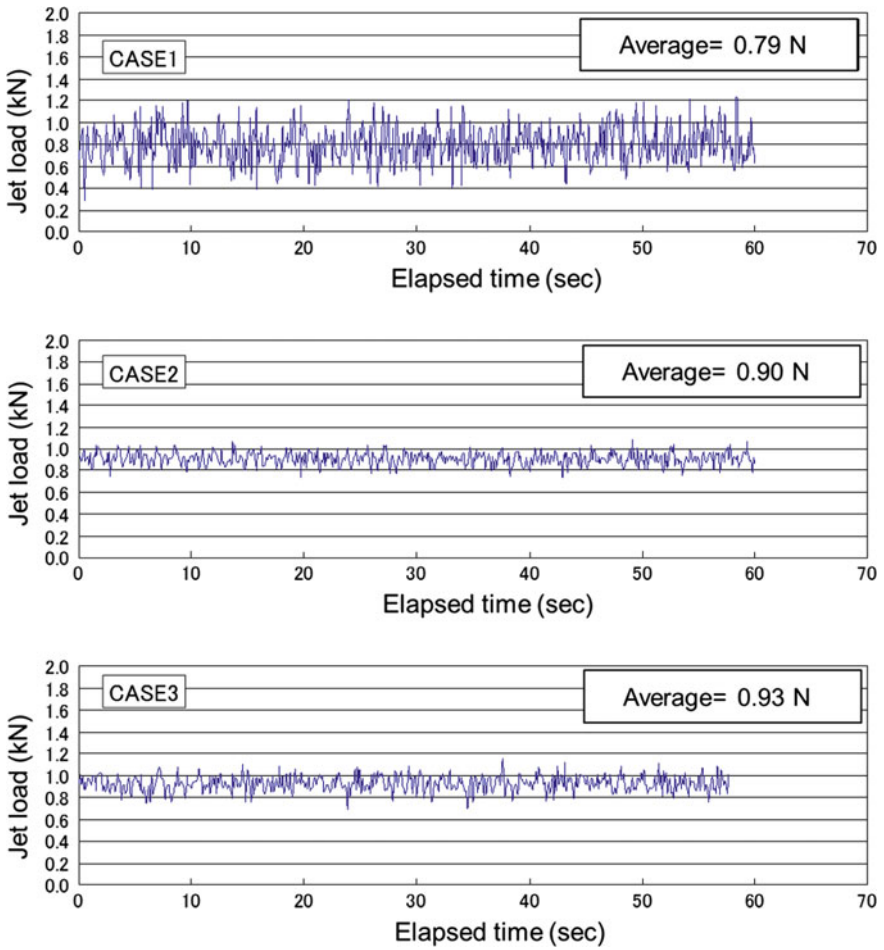 2.0
1.8
1.6
1.4
1.2
1.0
0.8
0.6
0.4
0.2
0.0
Jet load (kN)
CASE1
Average= 0.79 N
0 10 20 30 40 50 60 70
Elapsed time (sec)
2.0
1.8
1.6
1.4
1.2
1.0
0.8
0.6
0.4
0.2
0.0
Jet load (kN)
CASE2
Average= 0.90 N
0 10 20 30 40 50 60 70
Elapsed time (sec)
2.0
1.8
1.6
1.4
1.2
1.0
0.8
0.6
0.4
0.2
0.0
Jet load (kN)
CASE3
Average= 0.93 N
0 10 20 30 40 50 60 70
Elapsed time (sec)